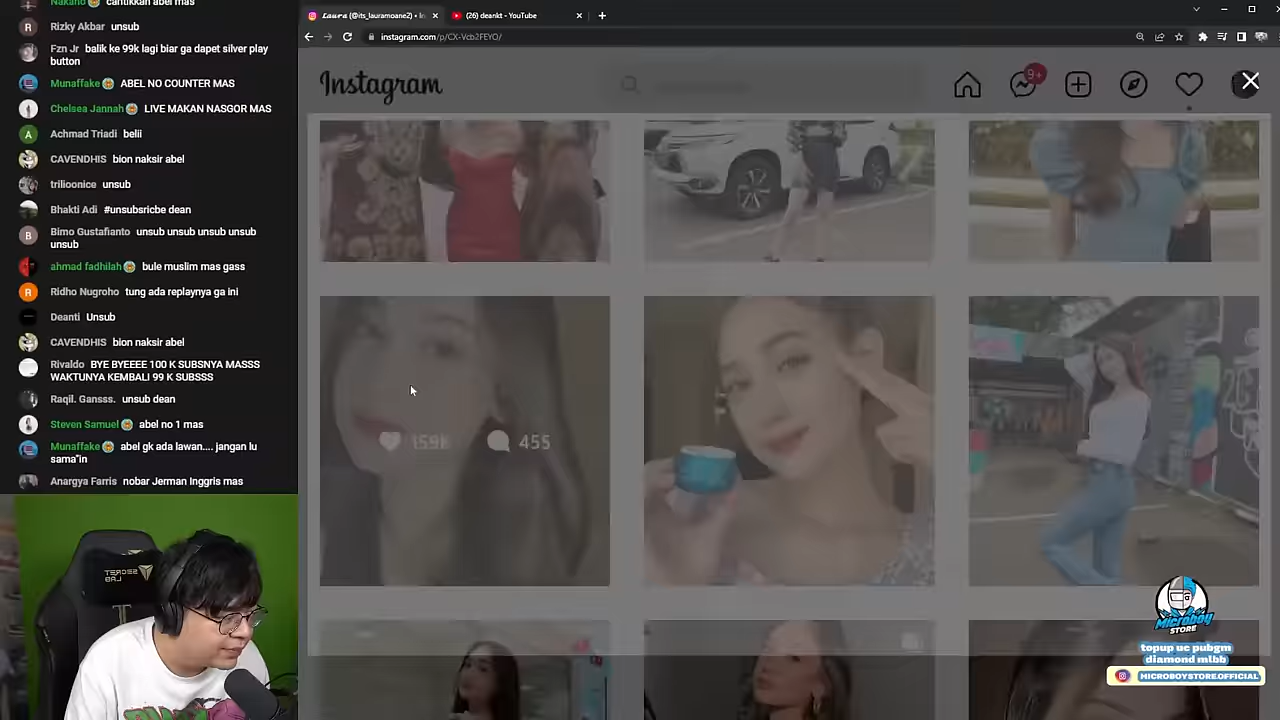 Nakano cantikkan abel mas
Rizky Akbar unsub
Fzn Jr balik ke 99k lagi biar ga dapet silver play
button
Munaffake ABEL NO COUNTER MAS
Chelsea Jannah LIVE MAKAN NASGOR MAS
Achmad Triadi belii
CAVENDHIS bion naksir abel
trilioonice unsub
Bhakti Adi #unsubsricbe dean
Bimo Gustafianto unsub unsub unsub unsub
unsub
ahmad fadhilah bule muslim mas gass
Ridho Nugroho tung ada replaynya ga ini
Deanti Unsub
CAVENDHIS bion naksir abel
Rivaldo BYE BYEEEE 100 K SUBSNYA MASSS
WAKTUNYA KEMBALI 99 K SUBSSS
Raqil. Gansss. unsub dean
Steven Samuel abel no 1 mas
Munaffake abel gk ada lawan.... jangan lu
sama"in
Anargya Farris nobar Jerman Inggris mas
Laura (@its_lauramoane2) • In
(26) deankt - YouTube
instagram.com/p/CX-Vcb2FEYO/
Instagram
9+
159k 455
SECRET
LAB
MICROBOY
STORE
topup uc pubgm
diamond mlbb
MICROBOYSTOREOFFICIAL